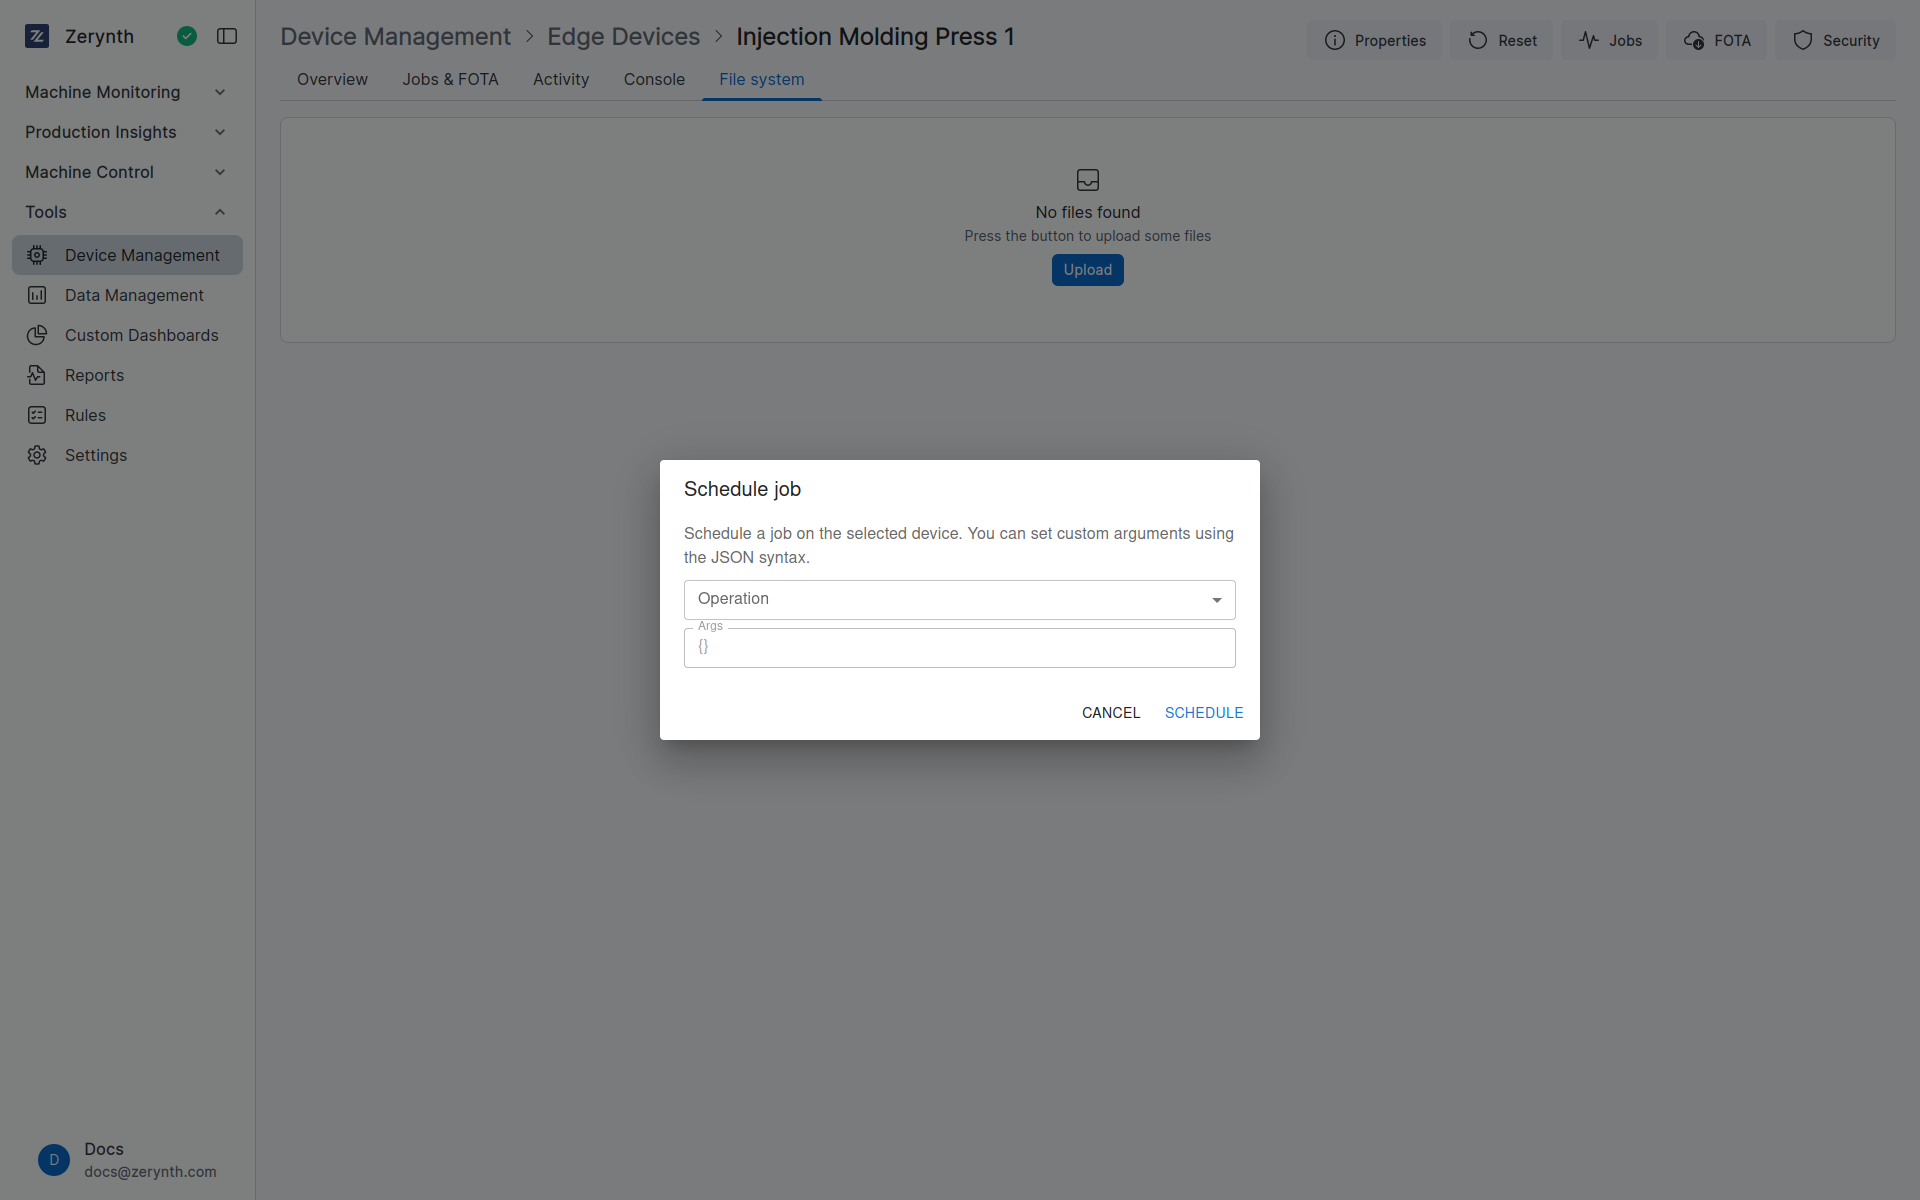 Zerynth
Machine Monitoring
Production Insights
Machine Control
Tools
Device Management
Data Management
Custom Dashboards
Reports
Rules
Settings
D
Docs
docs@zerynth.com
Device Management > Edge Devices > Injection Molding Press 1
Properties
Reset
Jobs
FOTA
Security
Overview
Jobs & FOTA
Activity
Console
File system
No files found
Press the button to upload some files
Upload
Schedule job
Schedule a job on the selected device. You can set custom arguments using
the JSON syntax.
Operation
Args
{}
CANCEL
SCHEDULE